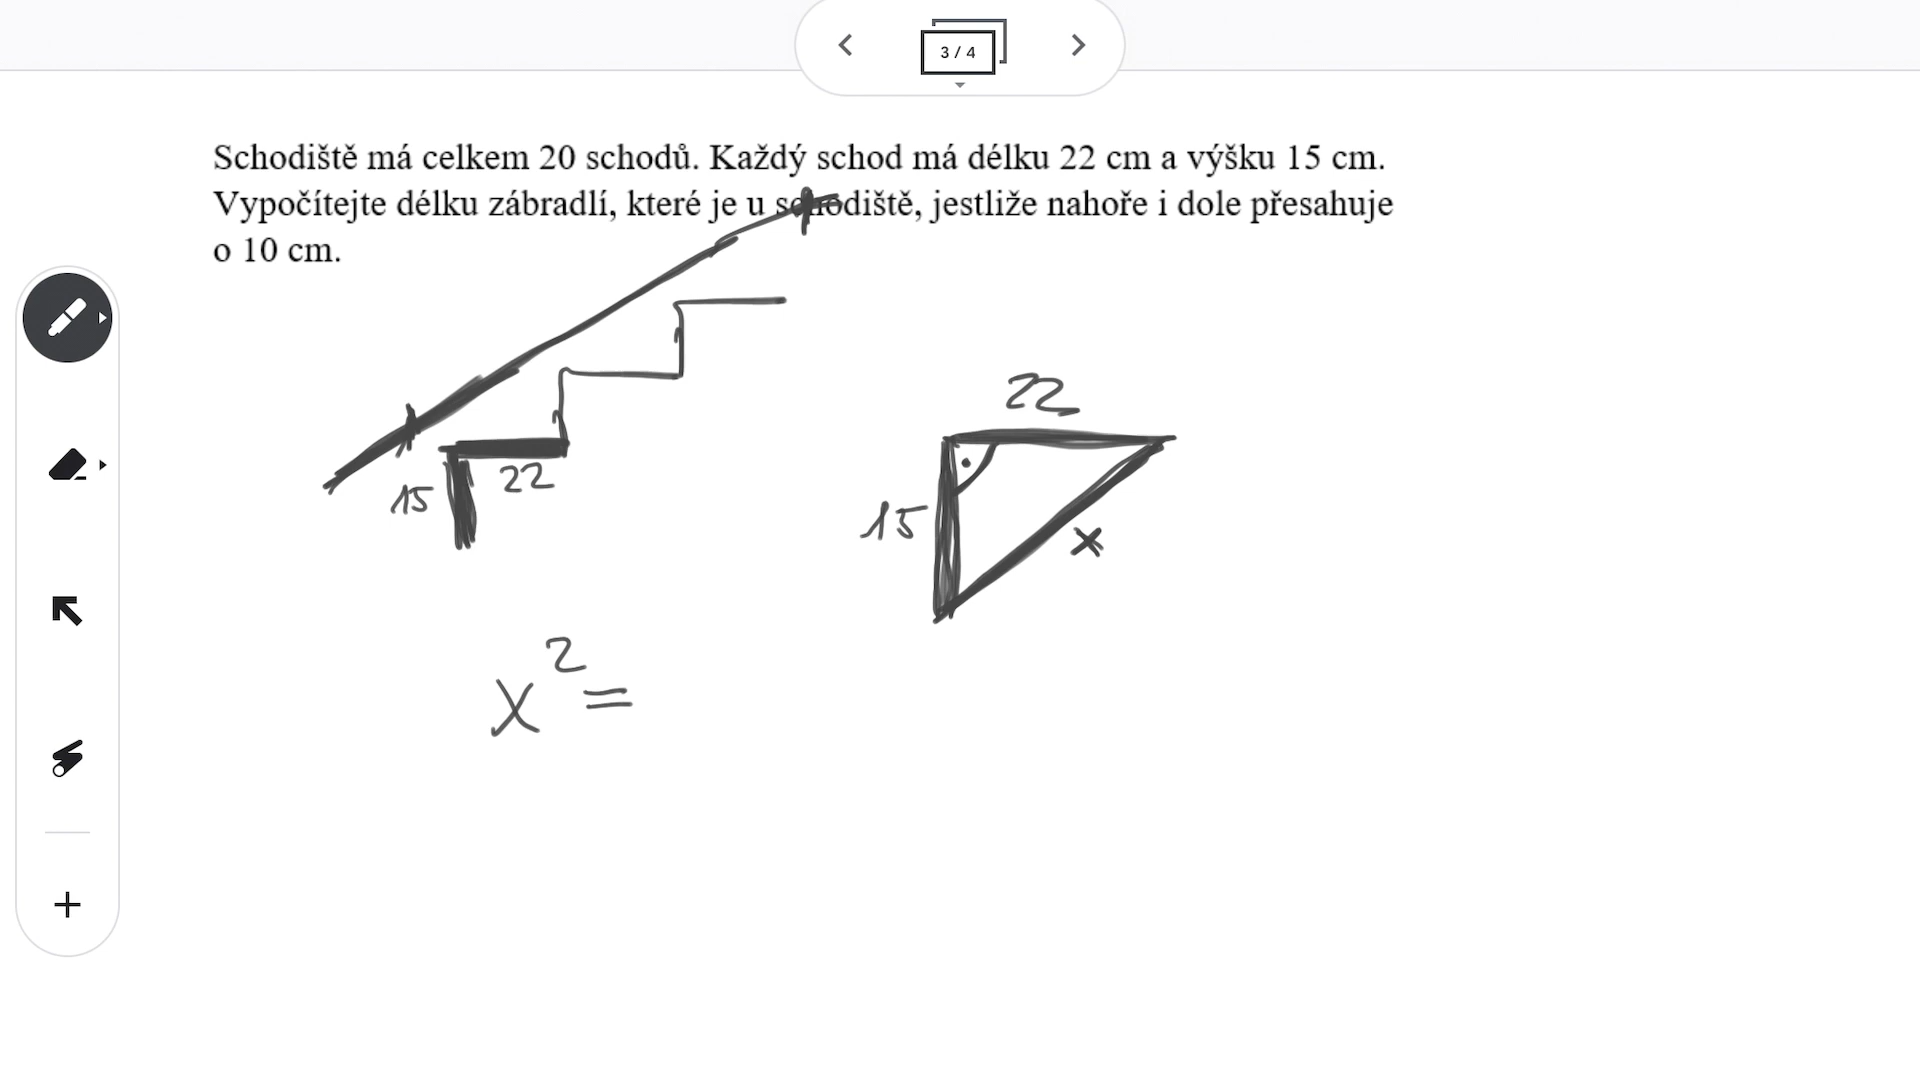 3 / 4
Schodiště má celkem 20 schodů. Každý schod má délku 22 cm a výšku 15 cm.
Vypočítejte délku zábradlí, které je u schodiště, jestliže nahoře i dole přesahuje
o 10 cm.
22
15
22
15
x
x²=